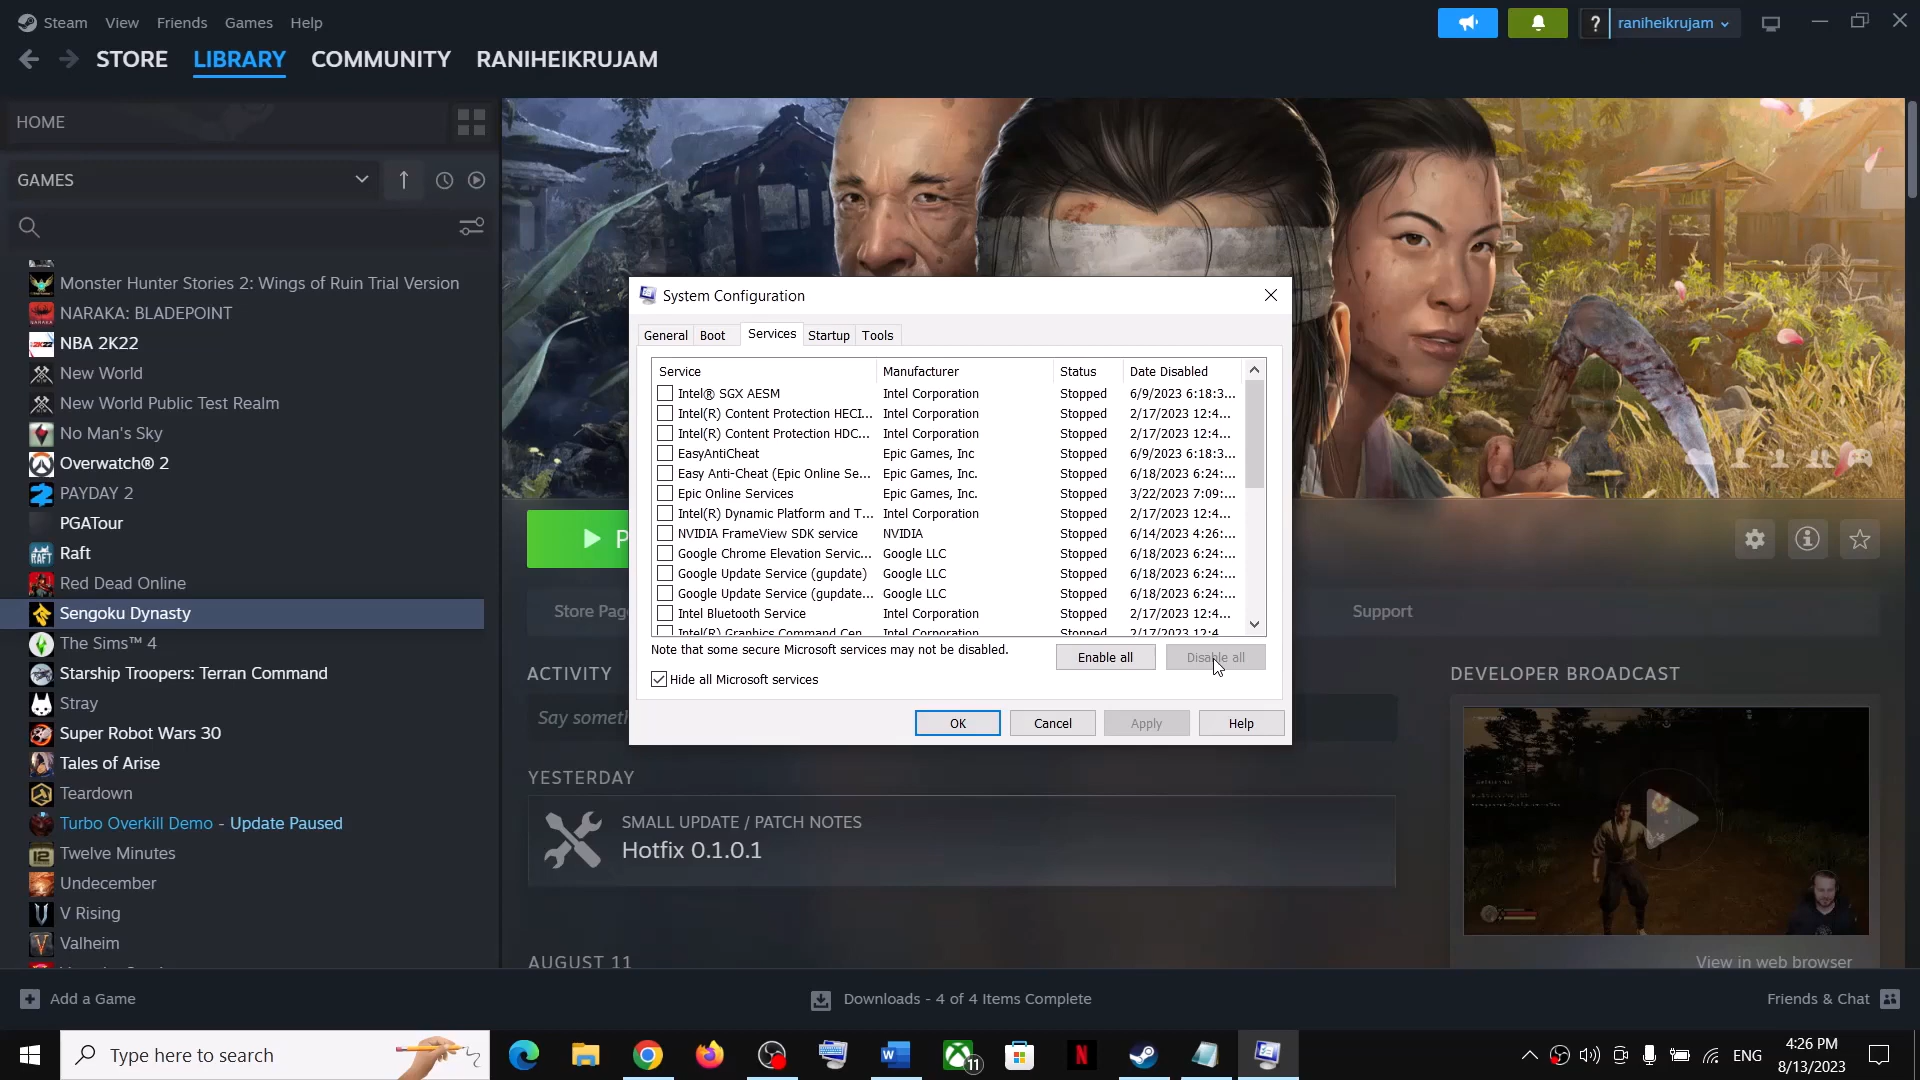 Steam View Friends Games Help
? raniheikrujam
STORE LIBRARY COMMUNITY RANIHEIKRUJAM
HOME
GAMES
Monster Hunter Stories 2: Wings of Ruin Trial Version
NARAKA: BLADEPOINT
NBA 2K22
New World
New World Public Test Realm
No Man's Sky
Overwatch® 2
PAYDAY 2
PGATour
Raft
Red Dead Online
Sengoku Dynasty
The Sims™ 4
Starship Troopers: Terran Command
Stray
Super Robot Wars 30
Tales of Arise
Teardown
Turbo Overkill Demo - Update Paused
Twelve Minutes
Undecember
V Rising
Valheim
System Configuration
General Boot Services Startup Tools
Service Manufacturer Status Date Disabled
Intel® SGX AESM Intel Corporation Stopped 6/9/2023 6:18:3...
Intel(R) Content Protection HECI... Intel Corporation Stopped 2/17/2023 12:4...
Intel(R) Content Protection HDC... Intel Corporation Stopped 2/17/2023 12:4...
EasyAntiCheat Epic Games, Inc Stopped 6/9/2023 6:18:3...
Easy Anti-Cheat (Epic Online Se... Epic Games, Inc. Stopped 6/18/2023 6:24:...
Epic Online Services Epic Games, Inc. Stopped 3/22/2023 7:09:...
Intel(R) Dynamic Platform and T... Intel Corporation Stopped 2/17/2023 12:4...
NVIDIA FrameView SDK service NVIDIA Stopped 6/14/2023 4:26:...
Google Chrome Elevation Servic... Google LLC Stopped 6/18/2023 6:24:...
Google Update Service (gupdate) Google LLC Stopped 6/18/2023 6:24:...
Google Update Service (gupdate... Google LLC Stopped 6/18/2023 6:24:...
Intel Bluetooth Service Intel Corporation Stopped 2/17/2023 12:4...
Intel(R) Graphics Command Cen Intel Corporation Stopped 2/17/2023 12:4
Note that some secure Microsoft services may not be disabled.
Enable all Disable all
Hide all Microsoft services
OK Cancel Apply Help
P
Store Pag Support
ACTIVITY
Say someth
YESTERDAY
SMALL UPDATE / PATCH NOTES
Hotfix 0.1.0.1
AUGUST 11
DEVELOPER BROADCAST
View in web browser
Add a Game Downloads - 4 of 4 Items Complete Friends & Chat
Type here to search
11
ENG
4:26 PM
8/13/2023